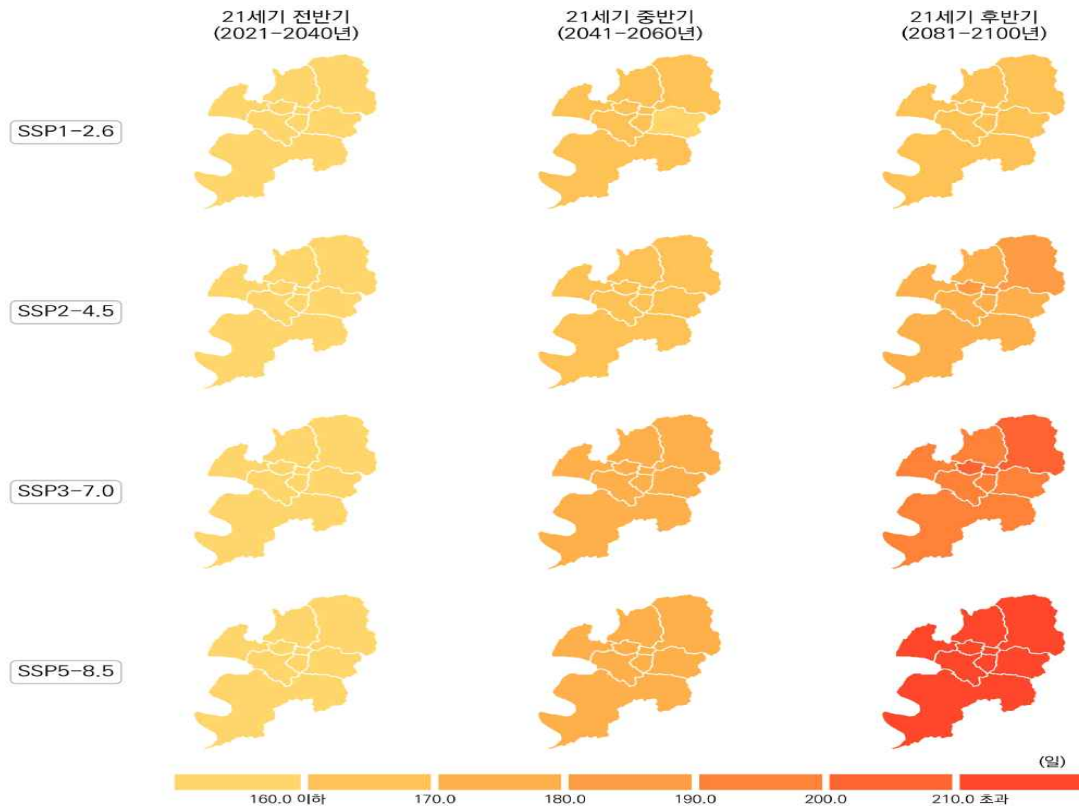 21세기 전반기
(2021-2040년)
21세기 중반기
(2041-2060년)
21세기 후반기
(2081-2100년)
SSP1-2.6
SSP2-4.5
SSP3-7.0
SSP5-8.5
(일)
160.0 이하
170.0
180.0
190.0
200.0
210.0 초과